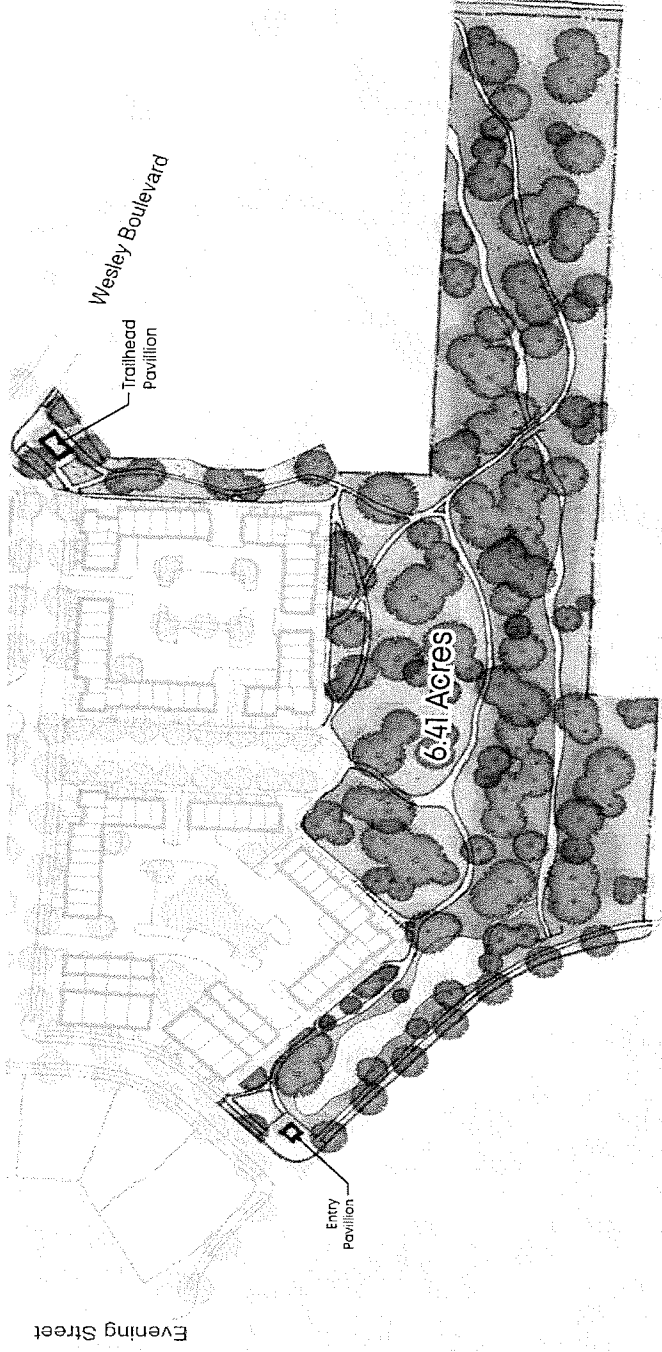 Wesley Boulevard
Trailhead
Pavillion
6.41 Acres
Entry
Pavillion
Evening Street